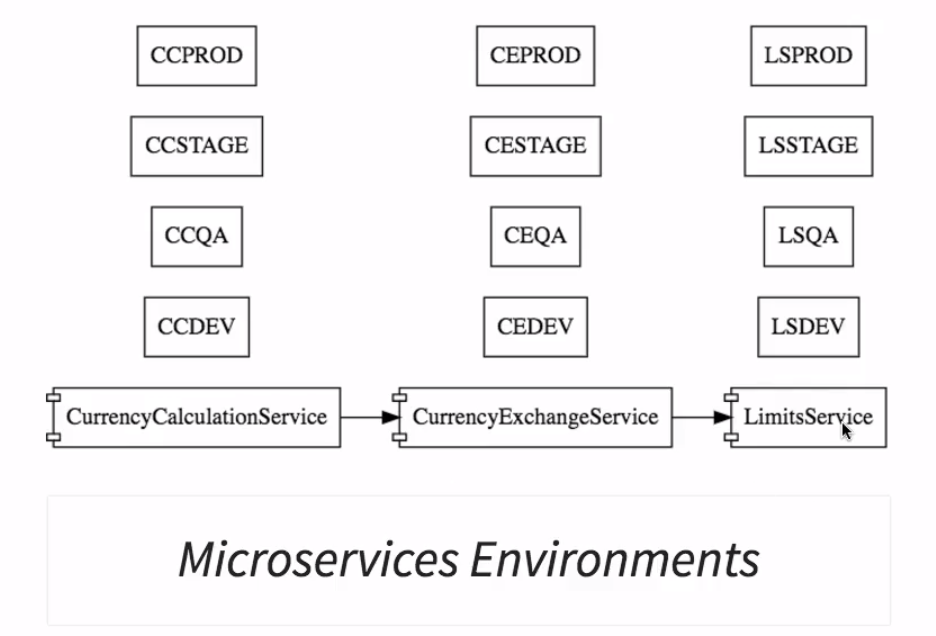 CCPROD CEPROD LSPROD
CCSTAGE CESTAGE LSSTAGE
CCQA CEQA LSQA
CCDEV CEDEV LSDEV
CurrencyCalculationService CurrencyExchangeService LimitsService
Microservices Environments